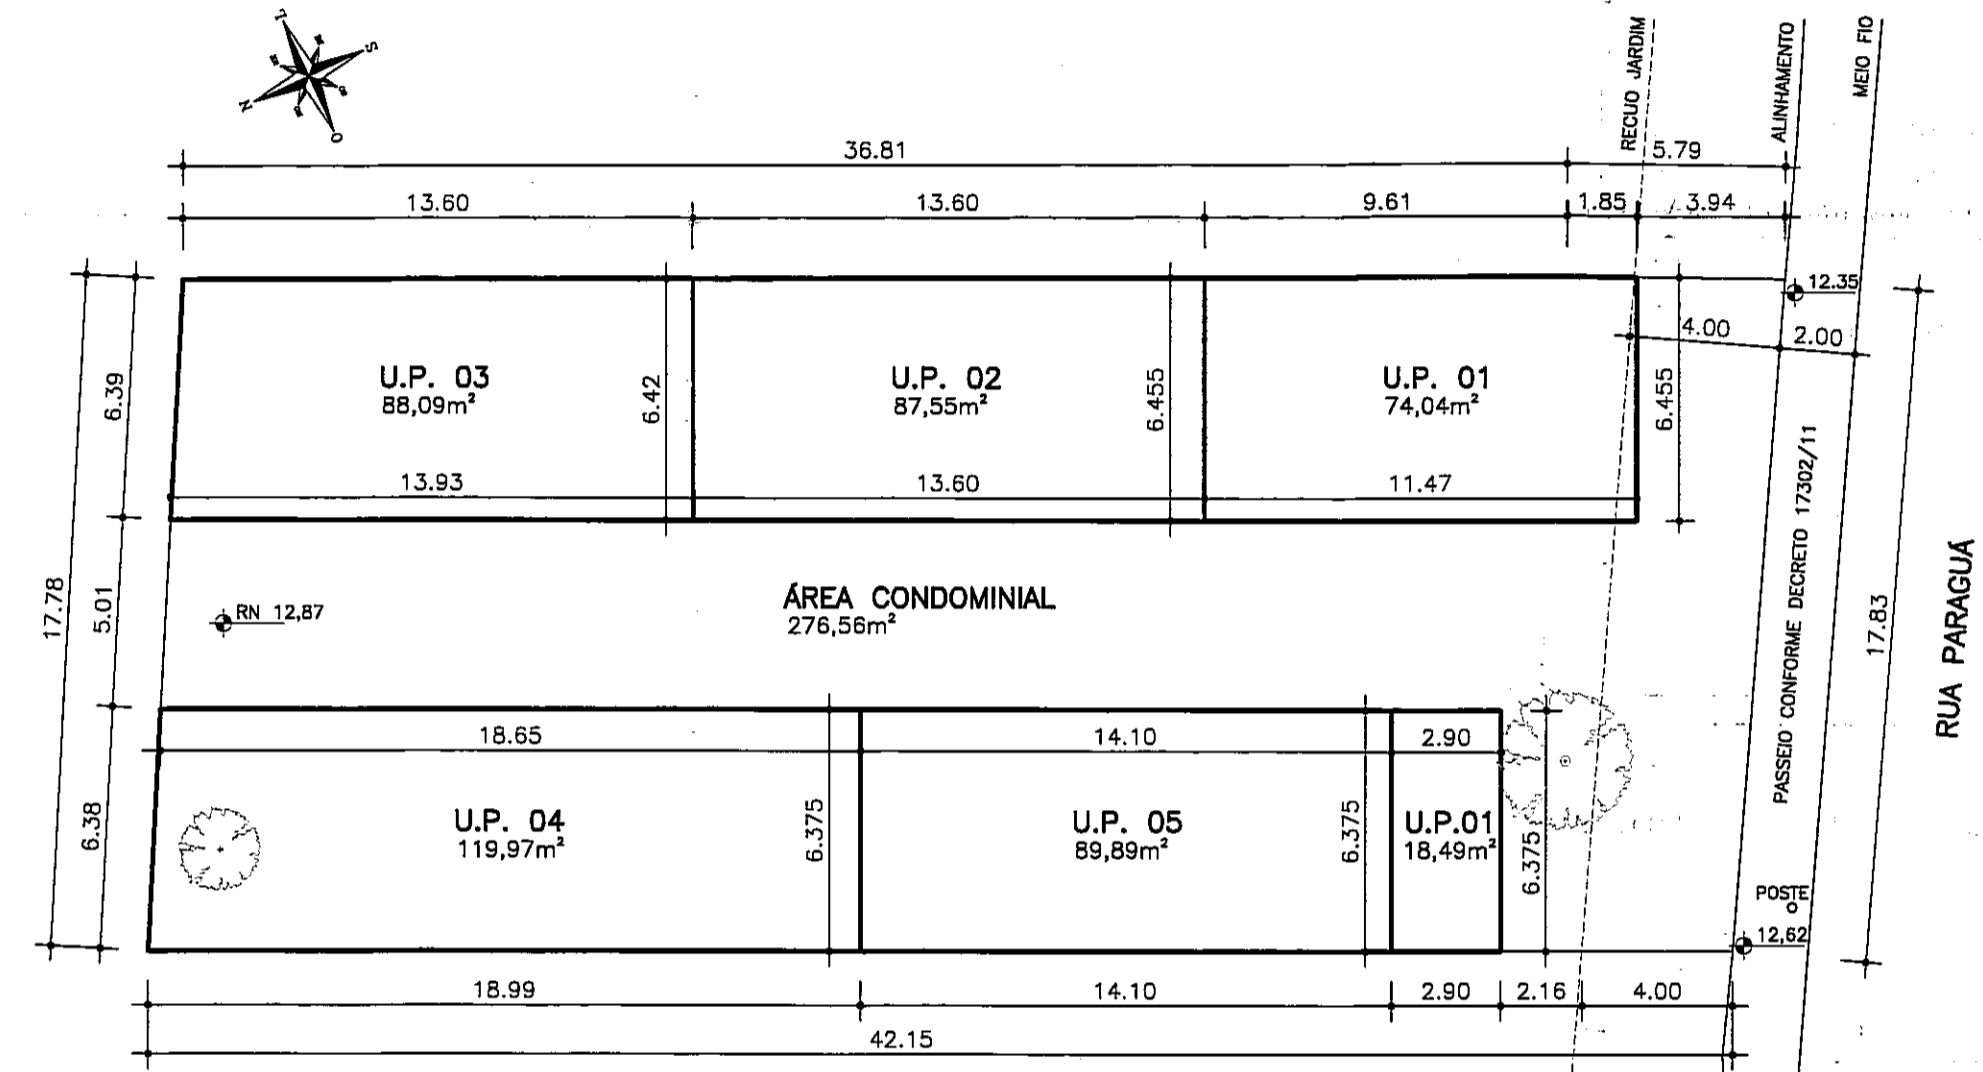 L
S
N
O
RECUO JARDIM
ALINHAMENTO
MEIO FIO
36.81
5.79
13.60
13.60
9.61
1.85
3.94
12.35
4.00
2.00
U.P. 03
88,09m²
6.42
U.P. 02
87,55m²
6.455
U.P. 01
74,04m²
6.455
6.39
13.93
13.60
11.47
PASSEIO CONFORME DECRETO 17302/11
17.78
5.01
RN 12,87
ÁREA CONDOMINIAL
276,56m²
17.83
RUA PARAGUÁ
18.65
14.10
2.90
6.38
U.P. 04
119,97m²
6.375
U.P. 05
89,89m²
6.375
U.P.01
18,49m²
6.375
POSTE
12,62
18.99
14.10
2.90
2.16
4.00
42.15